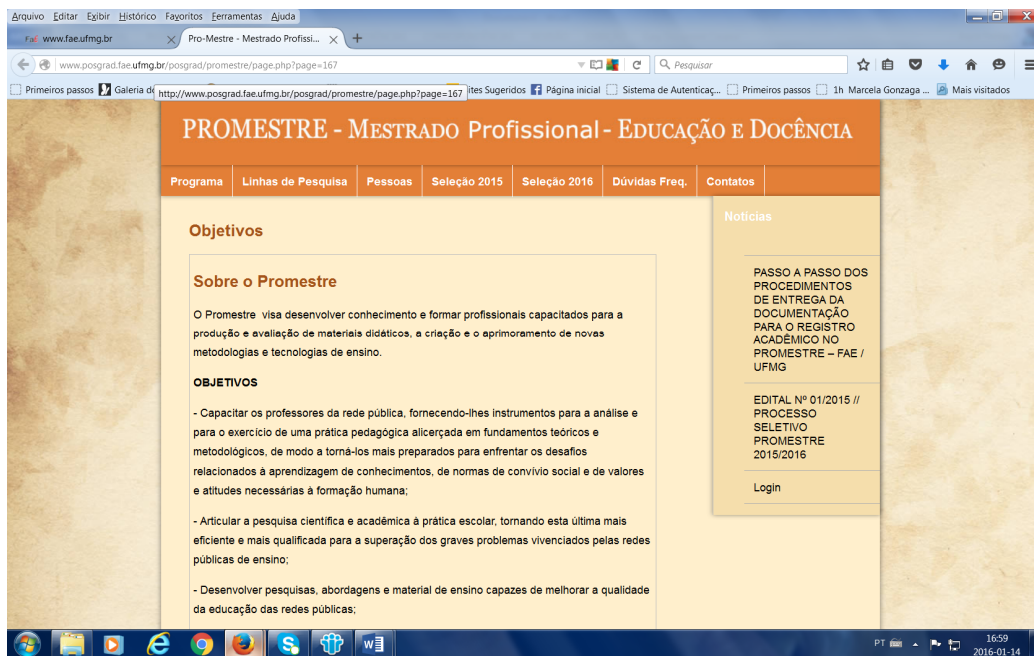 Arquivo Editar Exibir Histórico Favoritos Ferramentas Ajuda
FaE www.fae.ufmg.br × Pro-Mestre - Mestrado Profissi... × +
www.posgrad.fae.ufmg.br/posgrad/promestre/page.php?page=167 Pesquisar
Primeiros passos Galeria de ites Sugeridos Página inicial Sistema de Autenticaç... Primeiros passos 1h Marcela Gonzaga ... Mais visitados
http://www.posgrad.fae.ufmg.br/posgrad/promestre/page.php?page=167
PROMESTRE - MESTRADO Profissional - EDUCAÇÃO E DOCÊNCIA
Programa Linhas de Pesquisa Pessoas Seleção 2015 Seleção 2016 Dúvidas Freq. Contatos
Objetivos
Sobre o Promestre
O Promestre visa desenvolver conhecimento e formar profissionais capacitados para a
produção e avaliação de materiais didáticos, a criação e o aprimoramento de novas
metodologias e tecnologias de ensino.
OBJETIVOS
- Capacitar os professores da rede pública, fornecendo-lhes instrumentos para a análise e
para o exercício de uma prática pedagógica alicerçada em fundamentos teóricos e
metodológicos, de modo a torná-los mais preparados para enfrentar os desafios
relacionados à aprendizagem de conhecimentos, de normas de convívio social e de valores
e atitudes necessárias à formação humana;
- Articular a pesquisa científica e acadêmica à prática escolar, tornando esta última mais
eficiente e mais qualificada para a superação dos graves problemas vivenciados pelas redes
públicas de ensino;
- Desenvolver pesquisas, abordagens e material de ensino capazes de melhorar a qualidade
da educação das redes públicas;
Notícias
PASSO A PASSO DOS
PROCEDIMENTOS
DE ENTREGA DA
DOCUMENTAÇÃO
PARA O REGISTRO
ACADÊMICO NO
PROMESTRE – FAE /
UFMG
EDITAL Nº 01/2015 //
PROCESSO
SELETIVO
PROMESTRE
2015/2016
Login
PT 16:59
2016-01-14